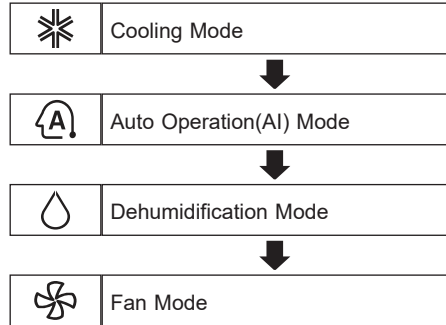 Cooling Mode
A
Auto Operation(AI) Mode
Dehumidification Mode
Fan Mode